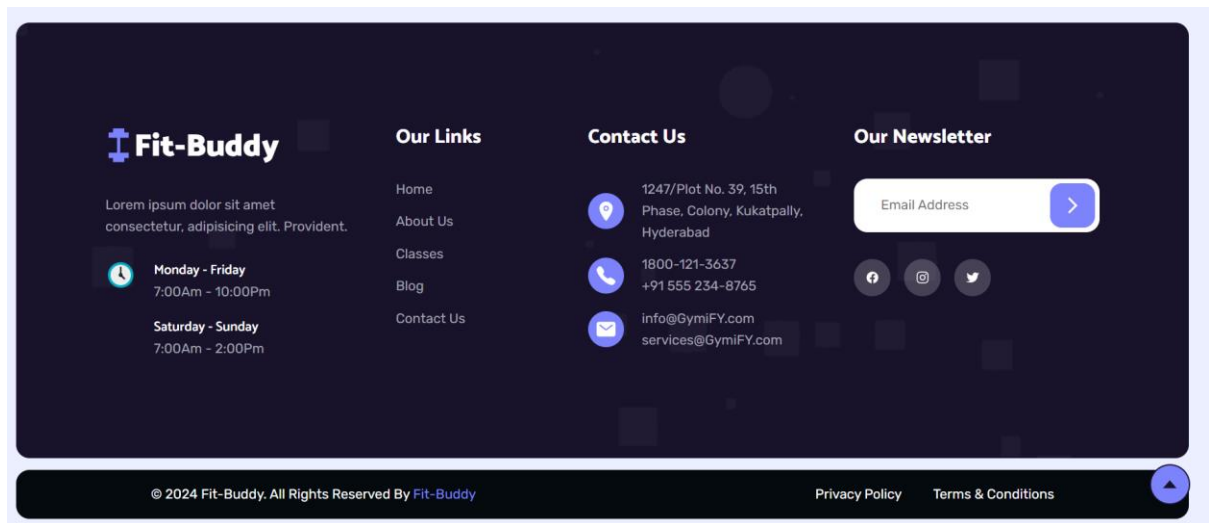 Fit-Buddy
Lorem ipsum dolor sit amet
consectetur, adipisicing elit. Provident.
Monday - Friday
7:00Am - 10:00Pm
Saturday - Sunday
7:00Am - 2:00Pm
Our Links
Home
About Us
Classes
Blog
Contact Us
Contact Us
1247/Plot No. 39, 15th
Phase, Colony, Kukatpally,
Hyderabad
1800-121-3637
+91 555 234-8765
info@GymiFY.com
services@GymiFY.com
Our Newsletter
Email Address
© 2024 Fit-Buddy. All Rights Reserved By Fit-Buddy
Privacy Policy
Terms & Conditions